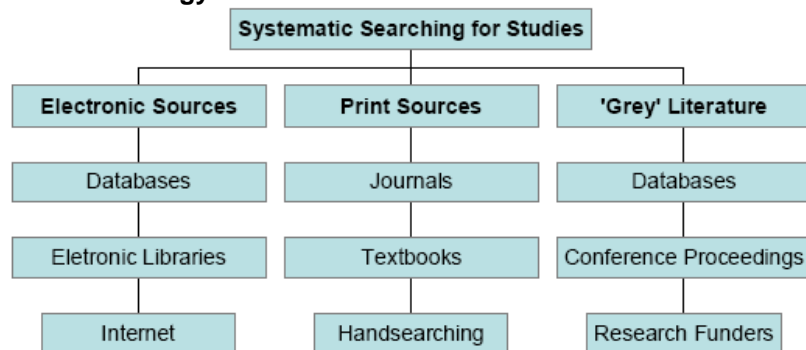 Systematic Searching for Studies
Electronic Sources
Print Sources
'Grey' Literature
Databases
Journals
Databases
Eletronic Libraries
Textbooks
Conference Proceedings
Internet
Handsearching
Research Funders